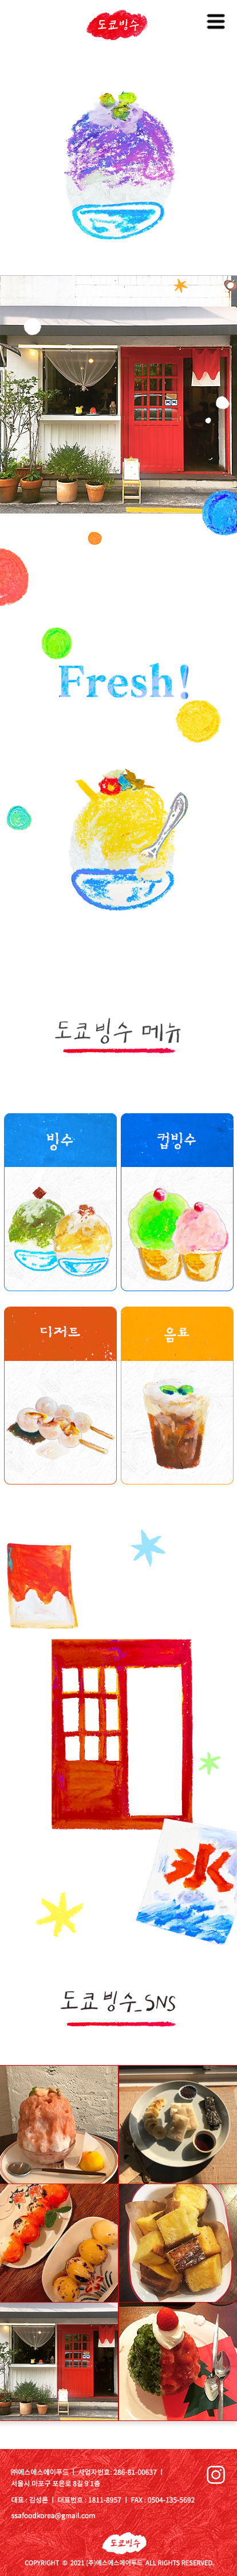 도쿄빙수
Fresh!
도쿄빙수 메뉴
빙수
컵빙수
디저트
음료
도쿄빙수_SNS
㈜에스에스에이푸드 | 사업자번호: 286-81-00637 |
서울시 마포구 포은로 8길 9 1층
대표 : 김성훈 | 대표번호 : 1811-8957 | FAX : 0504-135-5692
ssafoodkorea@gmail.com
도쿄빙수
COPYRIGHT © 2021 (주)에스에스에이푸드 ALL RIGHTS RESERVED.